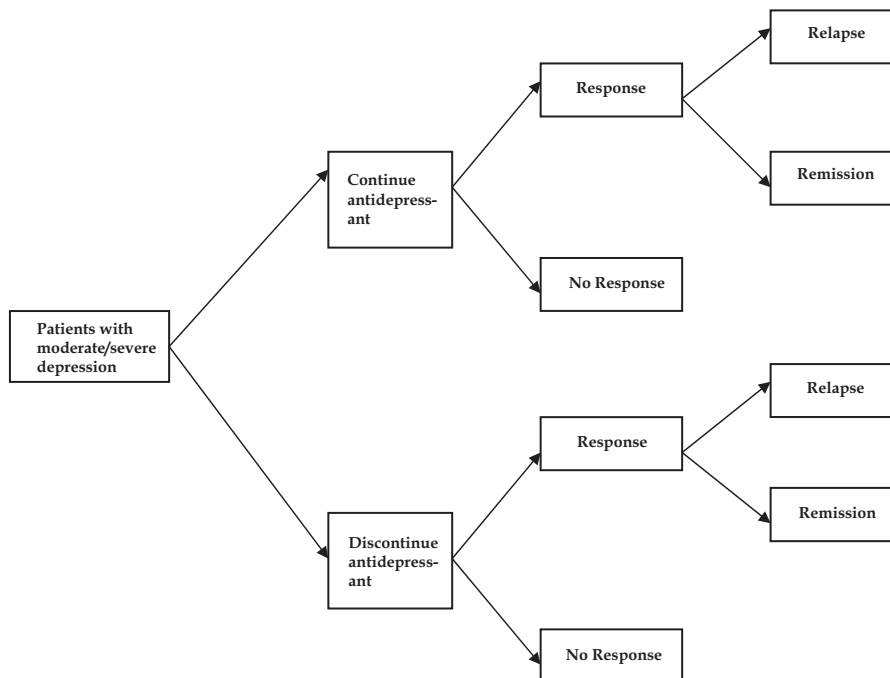 Relapse
Response
Remission
Continue
antidepress-
ant
No Response
Patients with
moderate/severe
depression
Relapse
Response
Remission
Discontinue
antidepress-
ant
No Response